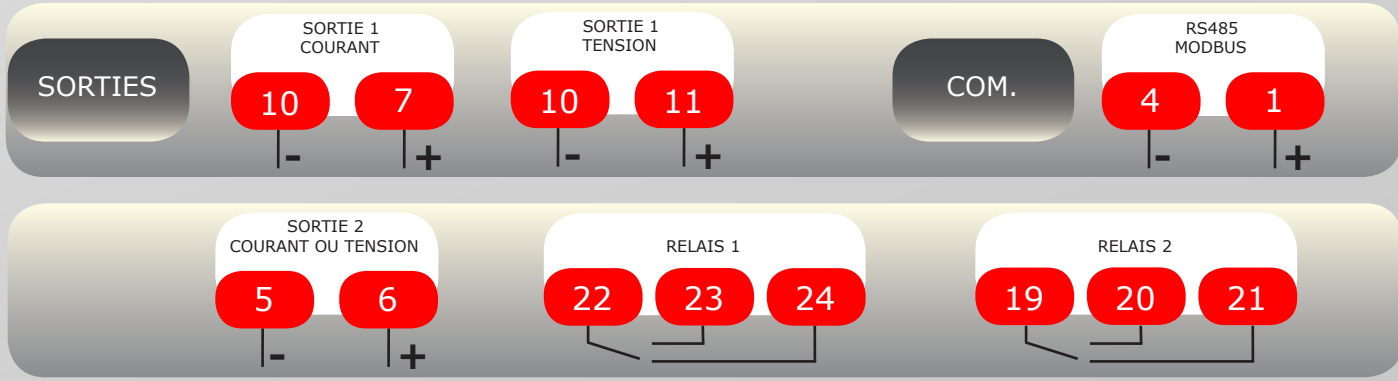 SORTIES
SORTIE 1
COURANT
10 7
- +
SORTIE 1
TENSION
10 11
- +
COM.
RS485
MODBUS
4 1
- +
SORTIE 2
COURANT OU TENSION
5 6
- +
RELAIS 1
22 23 24
RELAIS 2
19 20 21